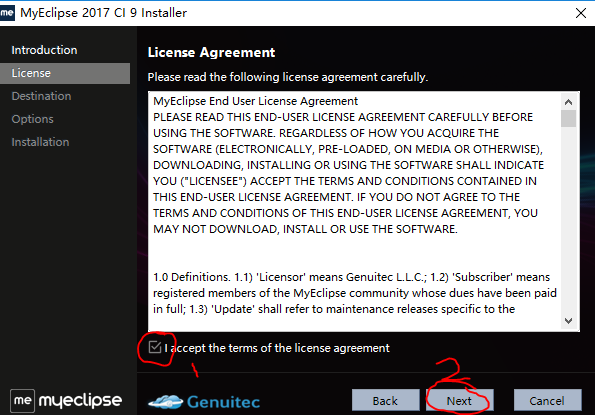 me MyEclipse 2017 CI 9 Installer
Introduction
License
Destination
Options
Installation
License Agreement
Please read the following license agreement carefully.
MyEclipse End User License Agreement
PLEASE READ THIS END-USER LICENSE AGREEMENT CAREFULLY BEFORE
USING THE SOFTWARE. REGARDLESS OF HOW YOU ACQUIRE THE
SOFTWARE (ELECTRONICALLY, PRE-LOADED, ON MEDIA OR OTHERWISE),
DOWNLOADING, INSTALLING OR USING THE SOFTWARE SHALL INDICATE
YOU ("LICENSEE") ACCEPT THE TERMS AND CONDITIONS CONTAINED IN
THIS END-USER LICENSE AGREEMENT. IF YOU DO NOT AGREE TO THE
TERMS AND CONDITIONS OF THIS END-USER LICENSE AGREEMENT, YOU
MAY NOT DOWNLOAD, INSTALL OR USE THE SOFTWARE.
1.0 Definitions. 1.1) 'Licensor' means Genuitec L.L.C.; 1.2) 'Subscriber' means
registered members of the MyEclipse community whose dues have been paid
in full; 1.3) 'Update' shall refer to maintenance releases specific to the
I accept the terms of the license agreement
1
2
me myeclipse
Genuitec
Back
Next
Cancel